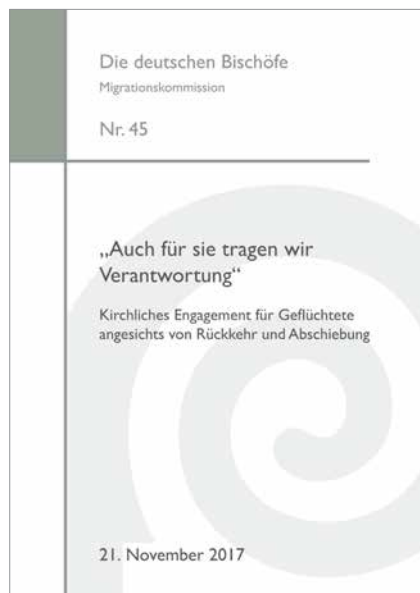 Die deutschen Bischöfe
Migrationskommission
Nr. 45
„Auch für sie tragen wir
Verantwortung“
Kirchliches Engagement für Geflüchtete
angesichts von Rückkehr und Abschiebung
21. November 2017